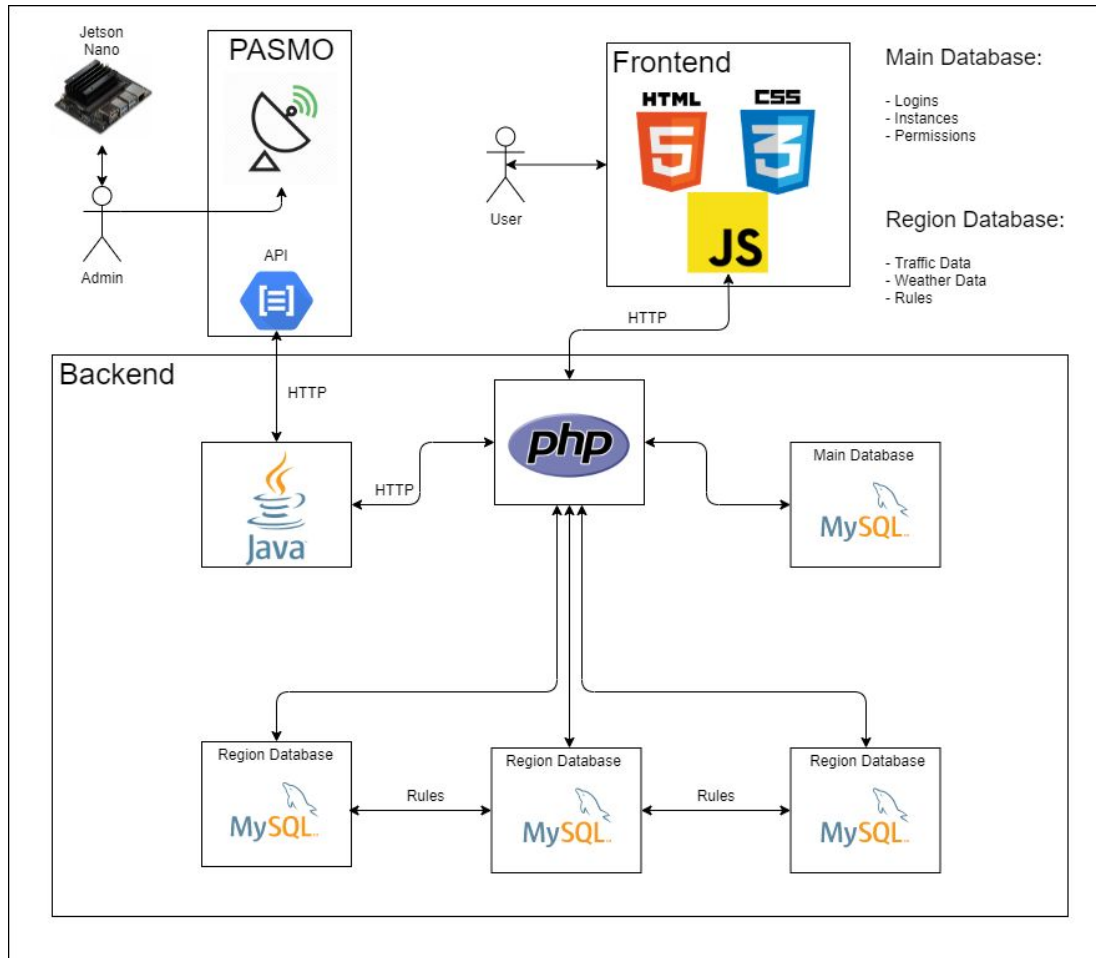 Jetson
Nano
PASMO
Admin
API
User
Frontend
HTML
5
CSS
3
JS
Main Database:
- Logins
- Instances
- Permissions
Region Database:
- Traffic Data
- Weather Data
- Rules
HTTP
HTTP
Backend
php
HTTP
Java
Main Database
MySQL
Region Database
MySQL
Rules
Region Database
MySQL
Rules
Region Database
MySQL